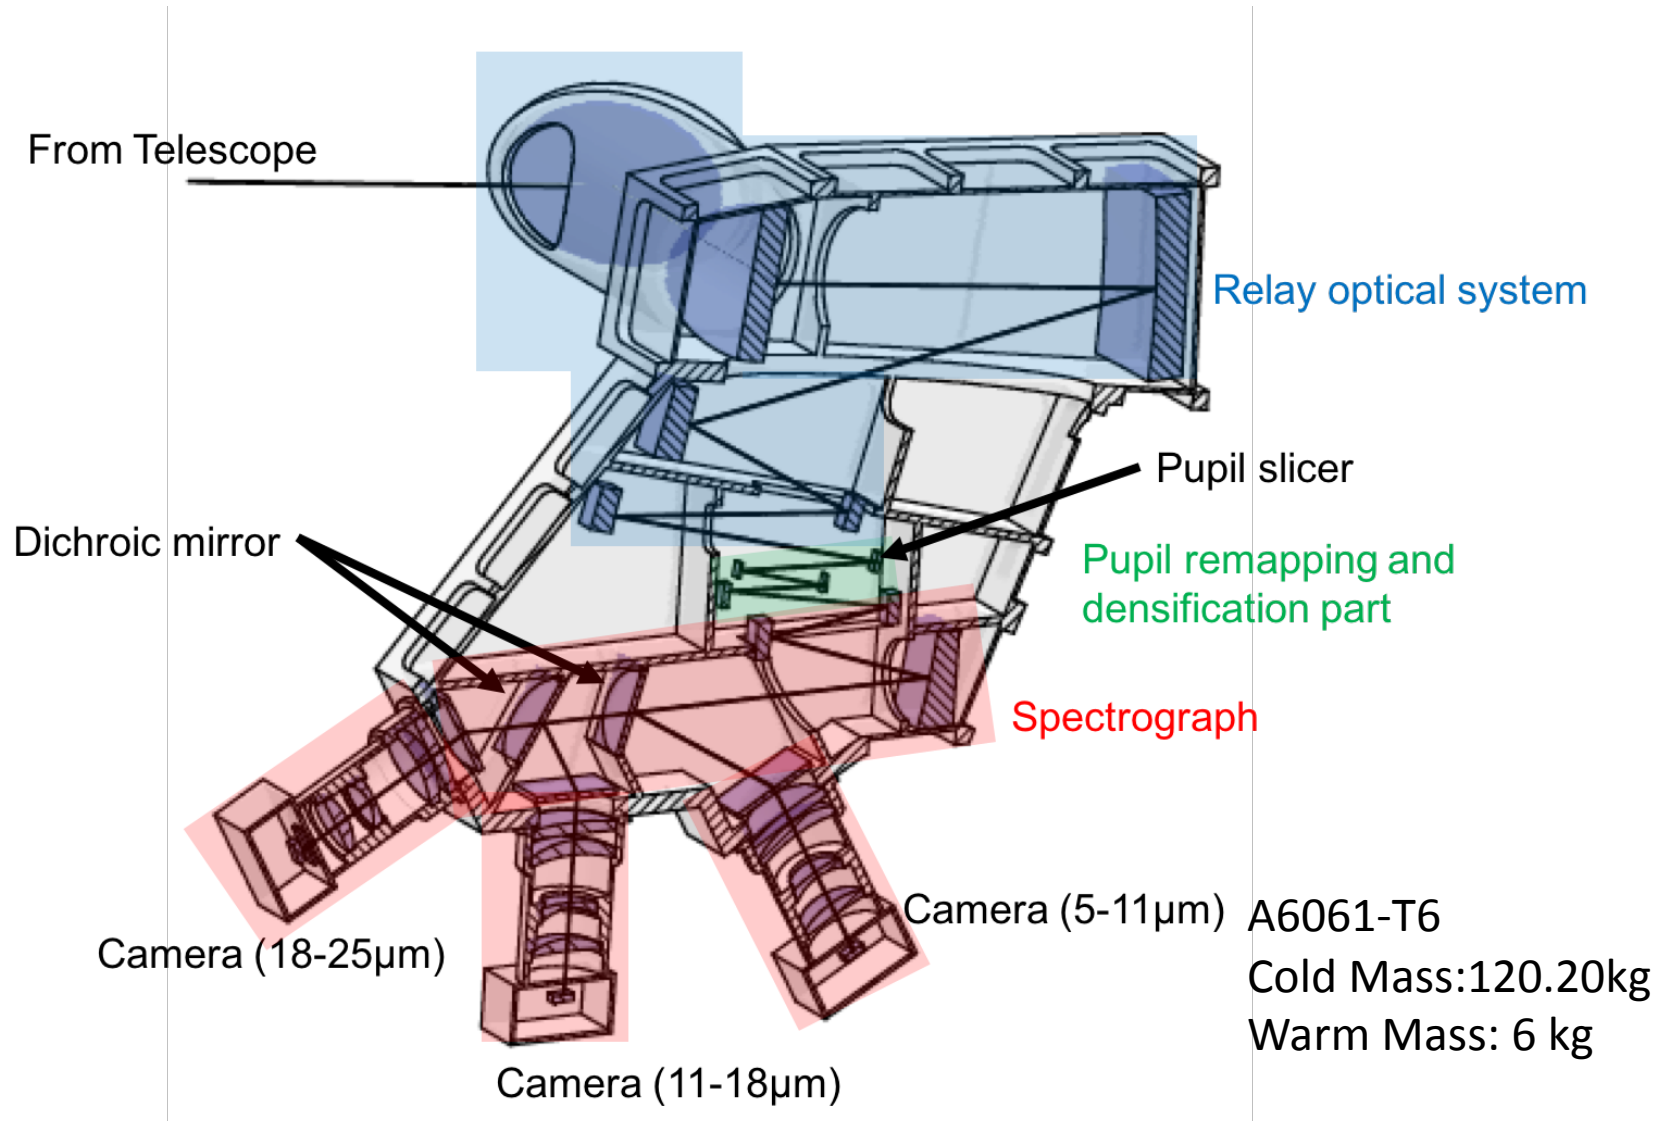 From Telescope
Relay optical system
Pupil slicer
Dichroic mirror
Pupil remapping and
densification part
Spectrograph
Camera (5-11μm)
A6061-T6
Camera (18-25μm)
Cold Mass:120.20kg
Warm Mass: 6 kg
Camera (11-18μm)